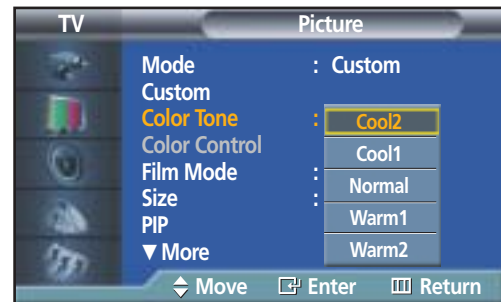 TV Picture
Mode : Custom
Custom
Color Tone : Cool2
Color Control Cool1
Film Mode : Normal
Size : Warm1
PIP
▼ More Warm2
Move Enter Return